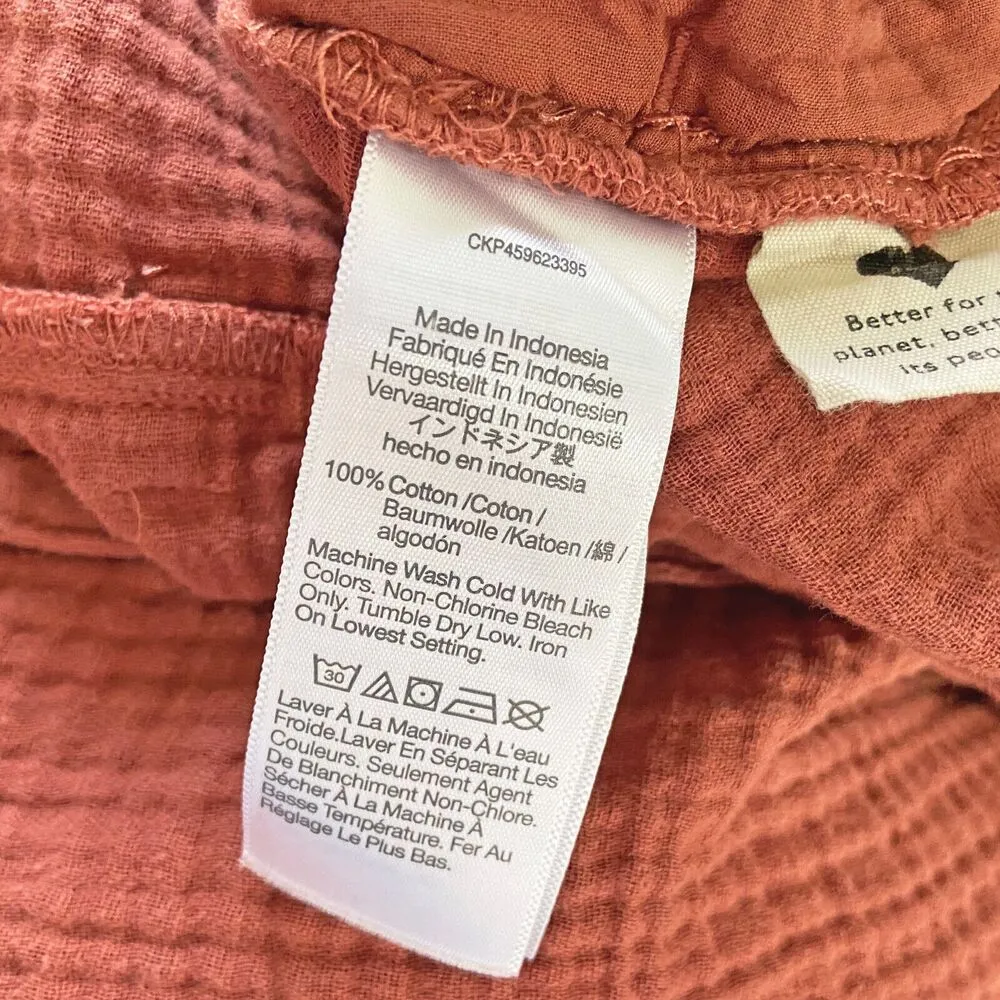 CKP459623395
Made In Indonesia
Fabriqué En Indonésie
Hergestellt In Indonesien
Vervaardigd In Indonesië
インドネシア製
hecho en indonesia
100% Cotton /Coton /
Baumwolle /Katoen /綿 /
algodón
Machine Wash Cold With Like
Colors. Non-Chlorine Bleach
Only. Tumble Dry Low. Iron
On Lowest Setting.
30
Laver À La Machine À L'eau
Froide.Laver En Séparant Les
Couleurs. Seulement Agent
De Blanchiment Non-Chlore.
Sécher À La Machine À
Basse Température. Fer Au
Réglage Le Plus Bas.
Better for
planet, 
its